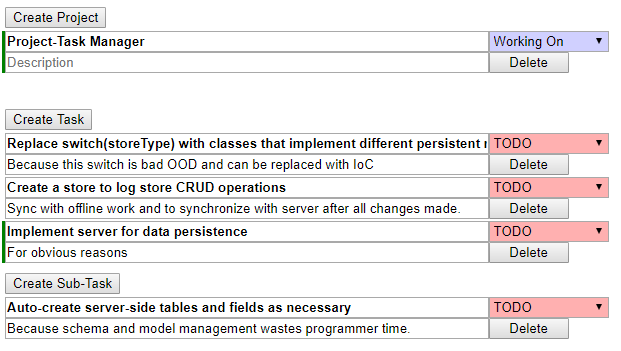 Create Project
Project-Task Manager Working On
Description Delete
Create Task
Replace switch(storeType) with classes that implement different persistent TODO
Because this switch is bad OOD and can be replaced with IoC Delete
Create a store to log store CRUD operations TODO
Sync with offline work and to synchronize with server after all changes made. Delete
Implement server for data persistence TODO
For obvious reasons Delete
Create Sub-Task
Auto-create server-side tables and fields as necessary TODO
Because schema and model management wastes programmer time. Delete